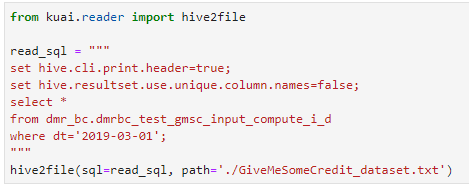 from kuai.reader import hive2file
read_sql = """
set hive.cli.print.header=true;
set hive.resultset.use.unique.column.names=false;
select *
from dmr_bc.dmrbc_test_gmsc_input_compute_i_d
where dt='2019-03-01';
"""
hive2file(sql=read_sql, path='./GiveMeSomeCredit_dataset.txt')